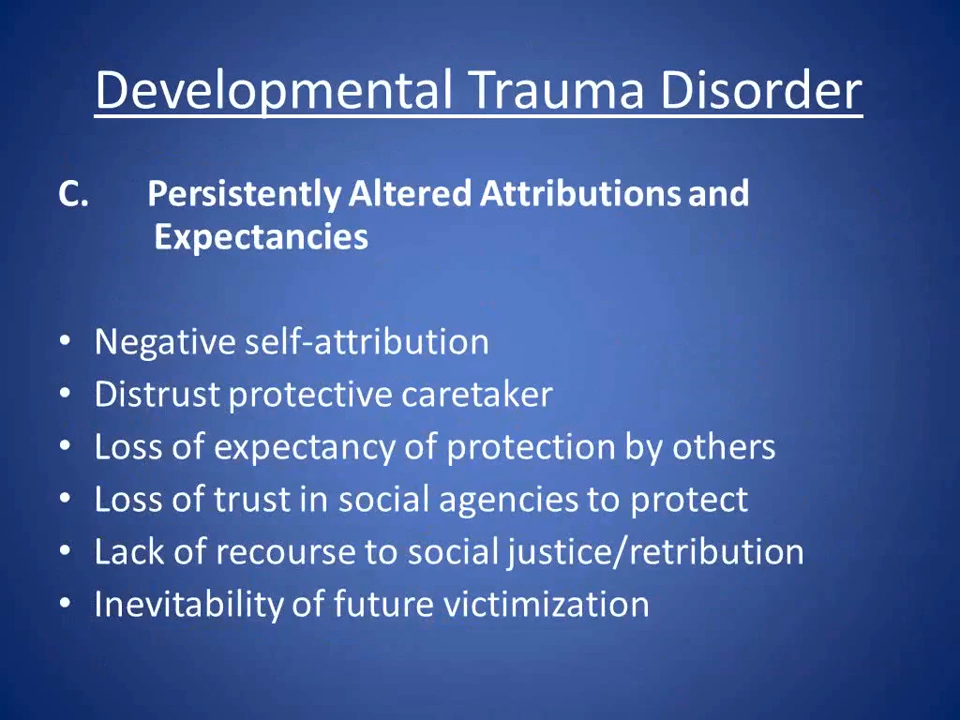 Developmental Trauma Disorder
C. Persistently Altered Attributions and
Expectancies
• Negative self-attribution
• Distrust protective caretaker
• Loss of expectancy of protection by others
• Loss of trust in social agencies to protect
• Lack of recourse to social justice/retribution
• Inevitability of future victimization